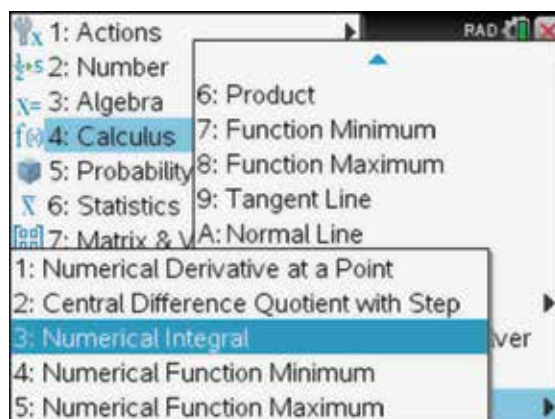 1: Actions
RAD
2: Number
3: Algebra
4: Calculus
5: Probability
6: Statistics
7: Matrix & V
6: Product
7: Function Minimum
8: Function Maximum
9: Tangent Line
A: Normal Line
1: Numerical Derivative at a Point
2: Central Difference Quotient with Step
3: Numerical Integral
ver
4: Numerical Function Minimum
5: Numerical Function Maximum